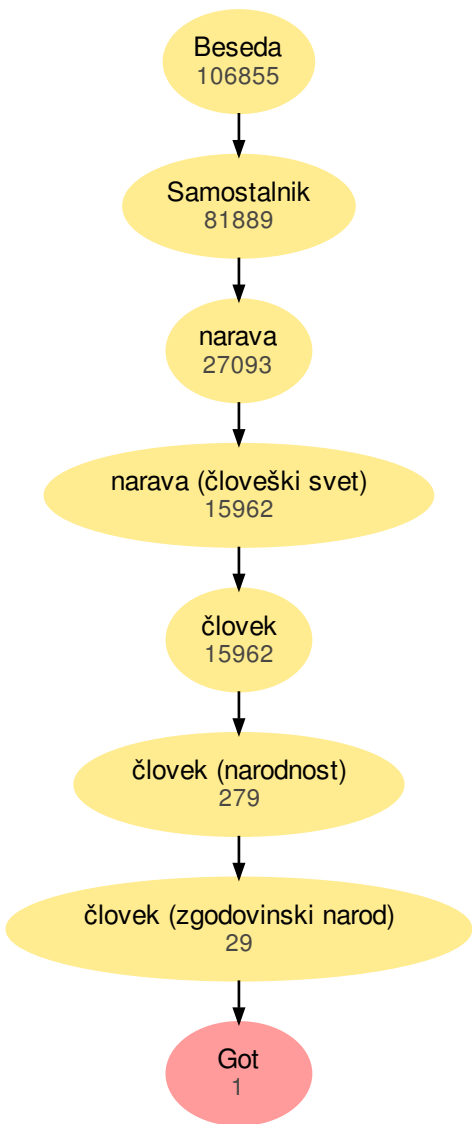 Beseda
106855
Samostalnik
81889
narava
27093
narava (človeški svet)
15962
človek
15962
človek (narodnost)
279
človek (zgodovinski narod)
29
Got
1